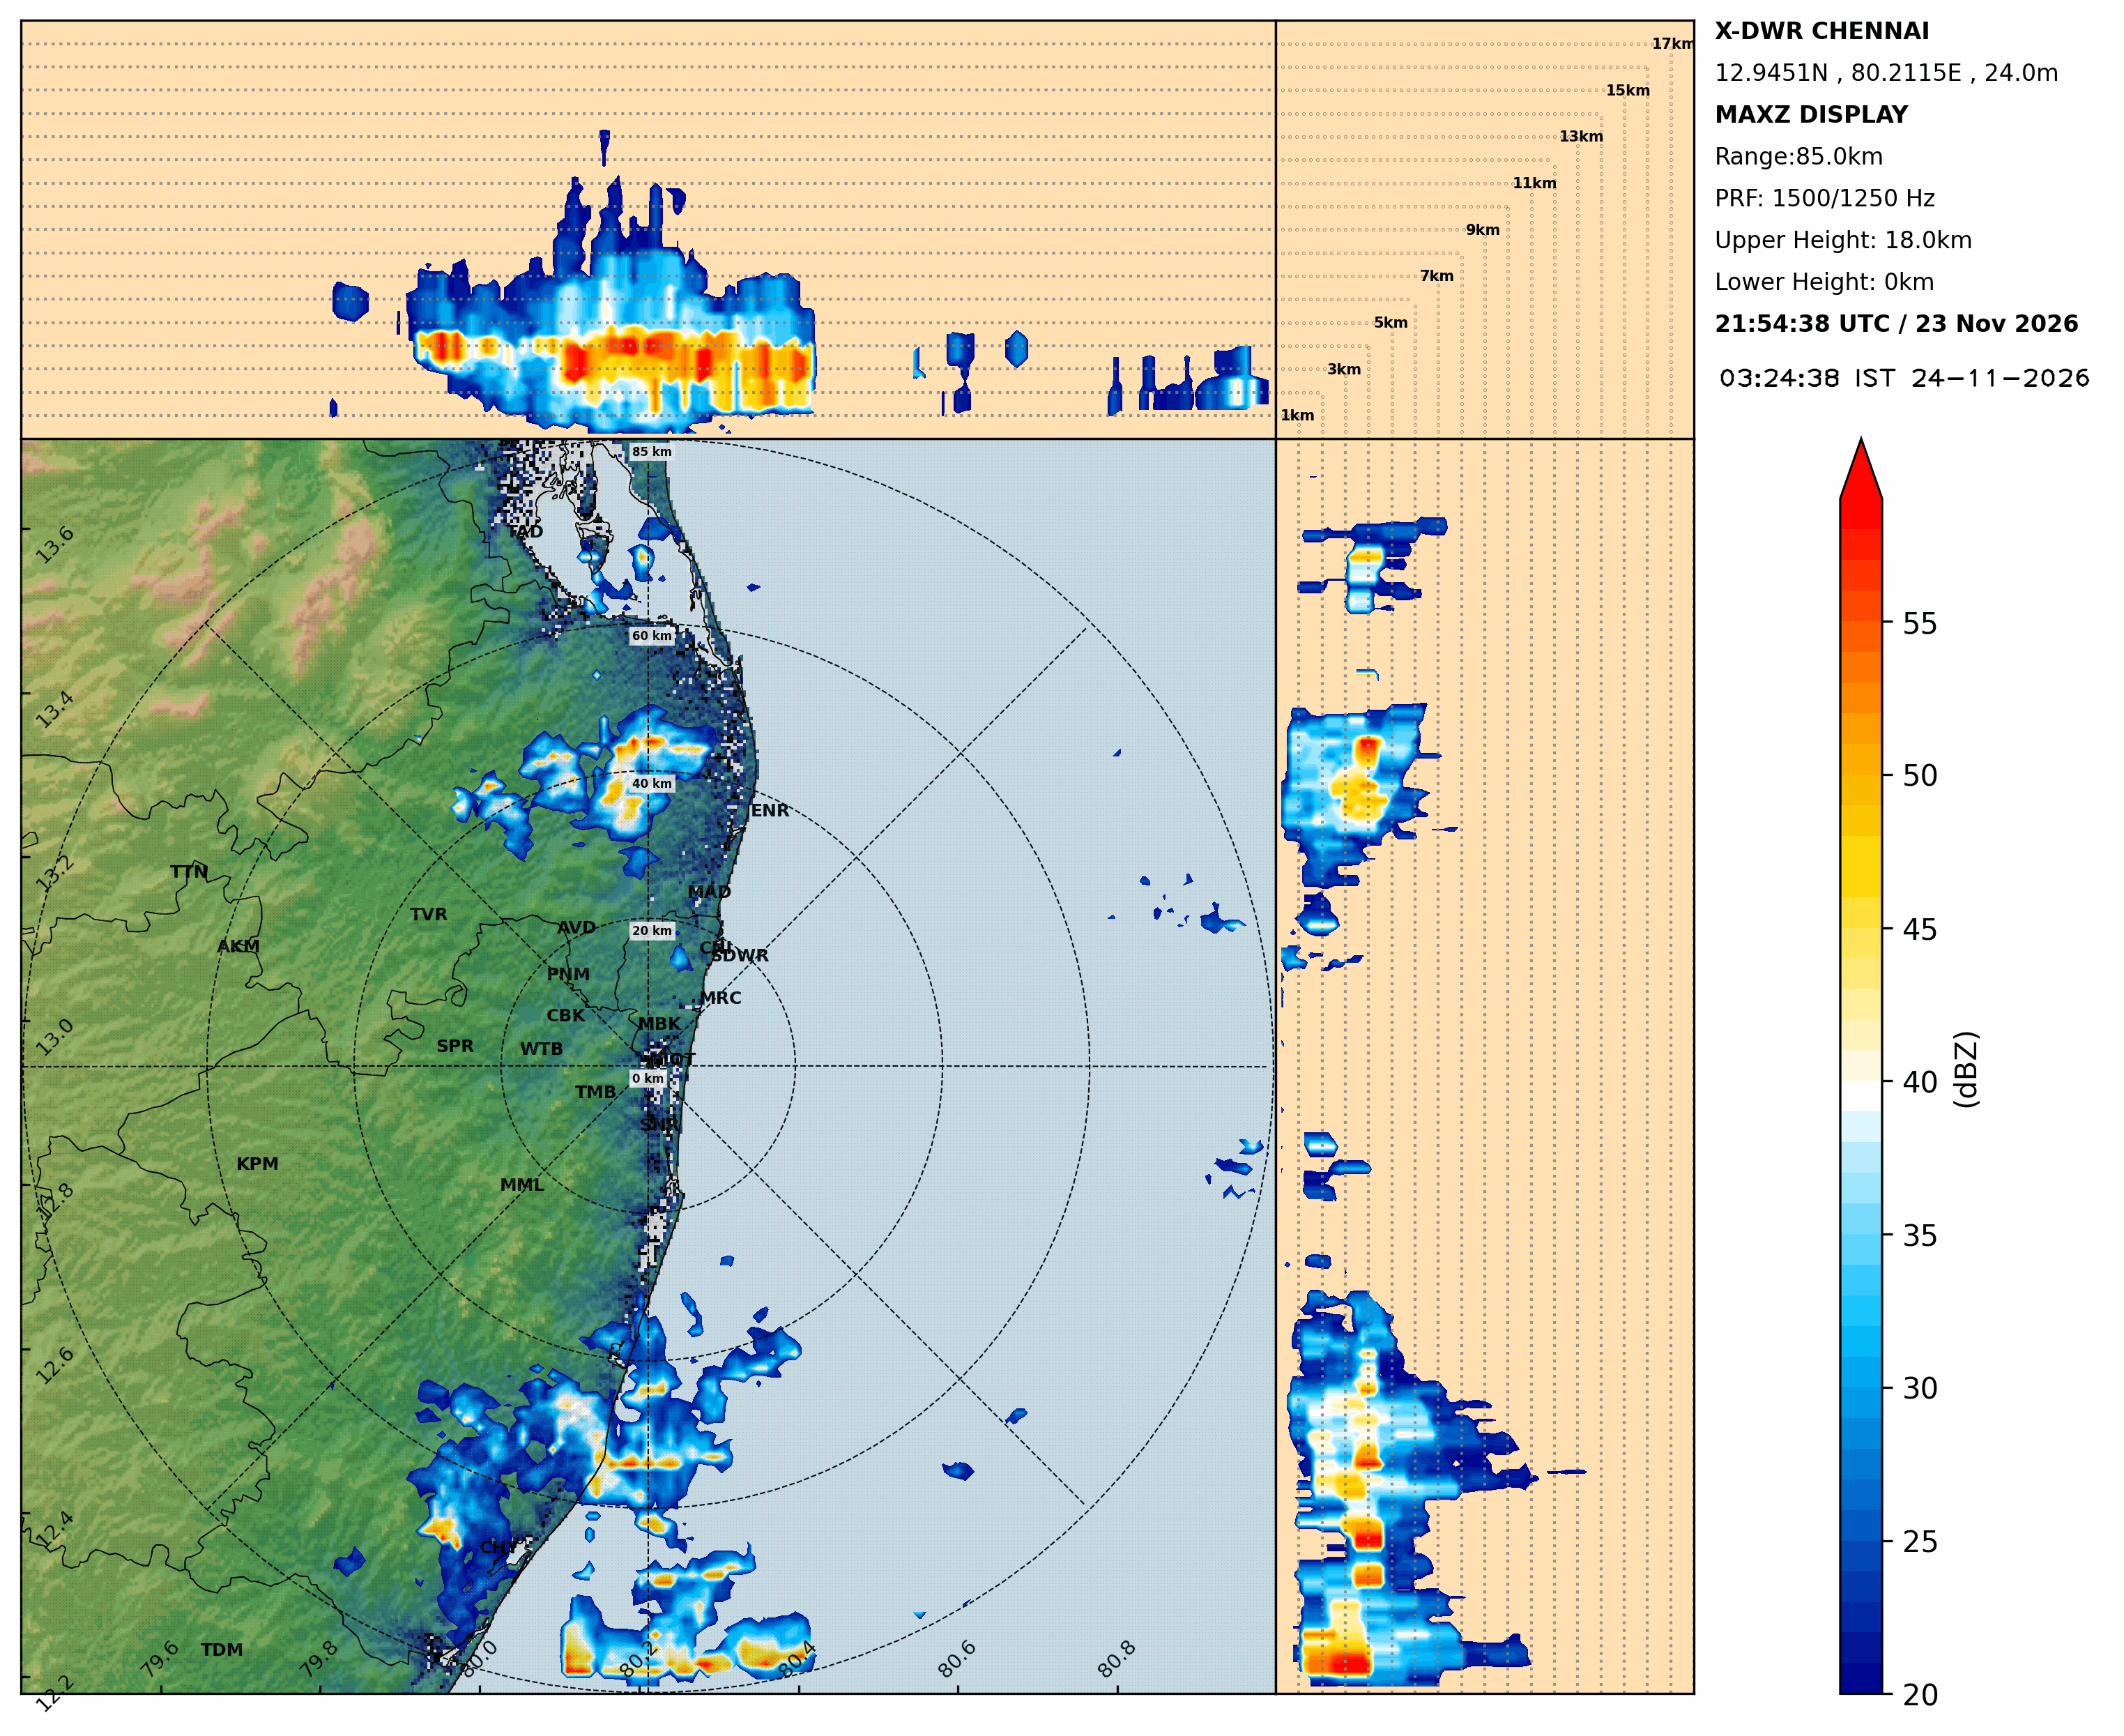 X-DWR CHENNAI
12.9451N , 80.2115E , 24.0m
MAXZ DISPLAY
Range:85.0km
PRF: 1500/1250 Hz
Upper Height: 18.0km
Lower Height: 0km
21:54:38 UTC / 23 Nov 2026
03:24:38 IST 24-11-2026
17km
15km
13km
11km
9km
7km
5km
3km
1km
85 km
TAD
13.6
60 km
13.4
40 km
ENR
13.2
TTN
MAD
TVR
AVD
20 km
AKM
CNI
SDWR
PNM
MRC
CBK
MBK
13.0
SPR
WTB
0 km
TMB
SNR
KPM
MML
12.8
12.6
12.4
CHY
TDM
12.2
79.6
79.8
80.0
80.2
80.4
80.6
80.8
55
50
45
40
35
30
25
20
(dBZ)